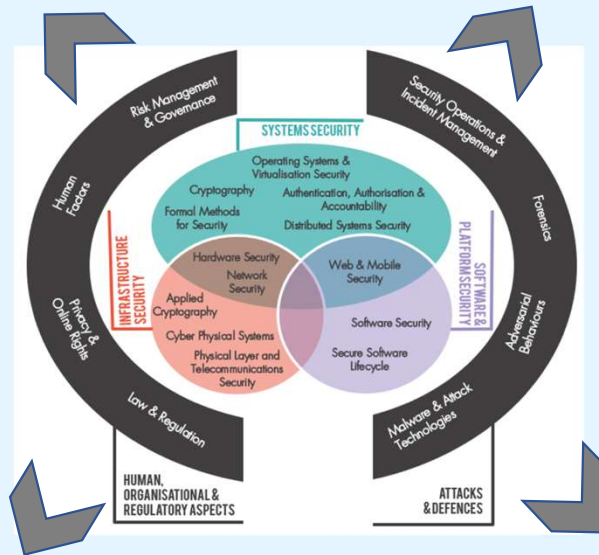 Risk Management
& Governance
Human
Factors
Privacy &
Online Rights
Law & Regulation
HUMAN,
ORGANISATIONAL &
REGULATORY ASPECTS
SYSTEMS SECURITY
Operating Systems &
Virtualisation Security
Cryptography
Authentication, Authorisation &
Accountability
Formal Methods
for Security
Distributed Systems Security
Hardware Security
Network
Security
Web & Mobile
Security
INFRASTRUCTURE
SECURITY
Applied
Cryptography
Cyber Physical Systems
Physical Layer and
Telecommunications
Security
SOFTWARE &
PLATFORM SECURITY
Software Security
Secure Software
Lifecycle
Security Operations &
Incident Management
Forensics
Adversarial
Behaviours
Malware & Attack
Technologies
ATTACKS
& DEFENCES